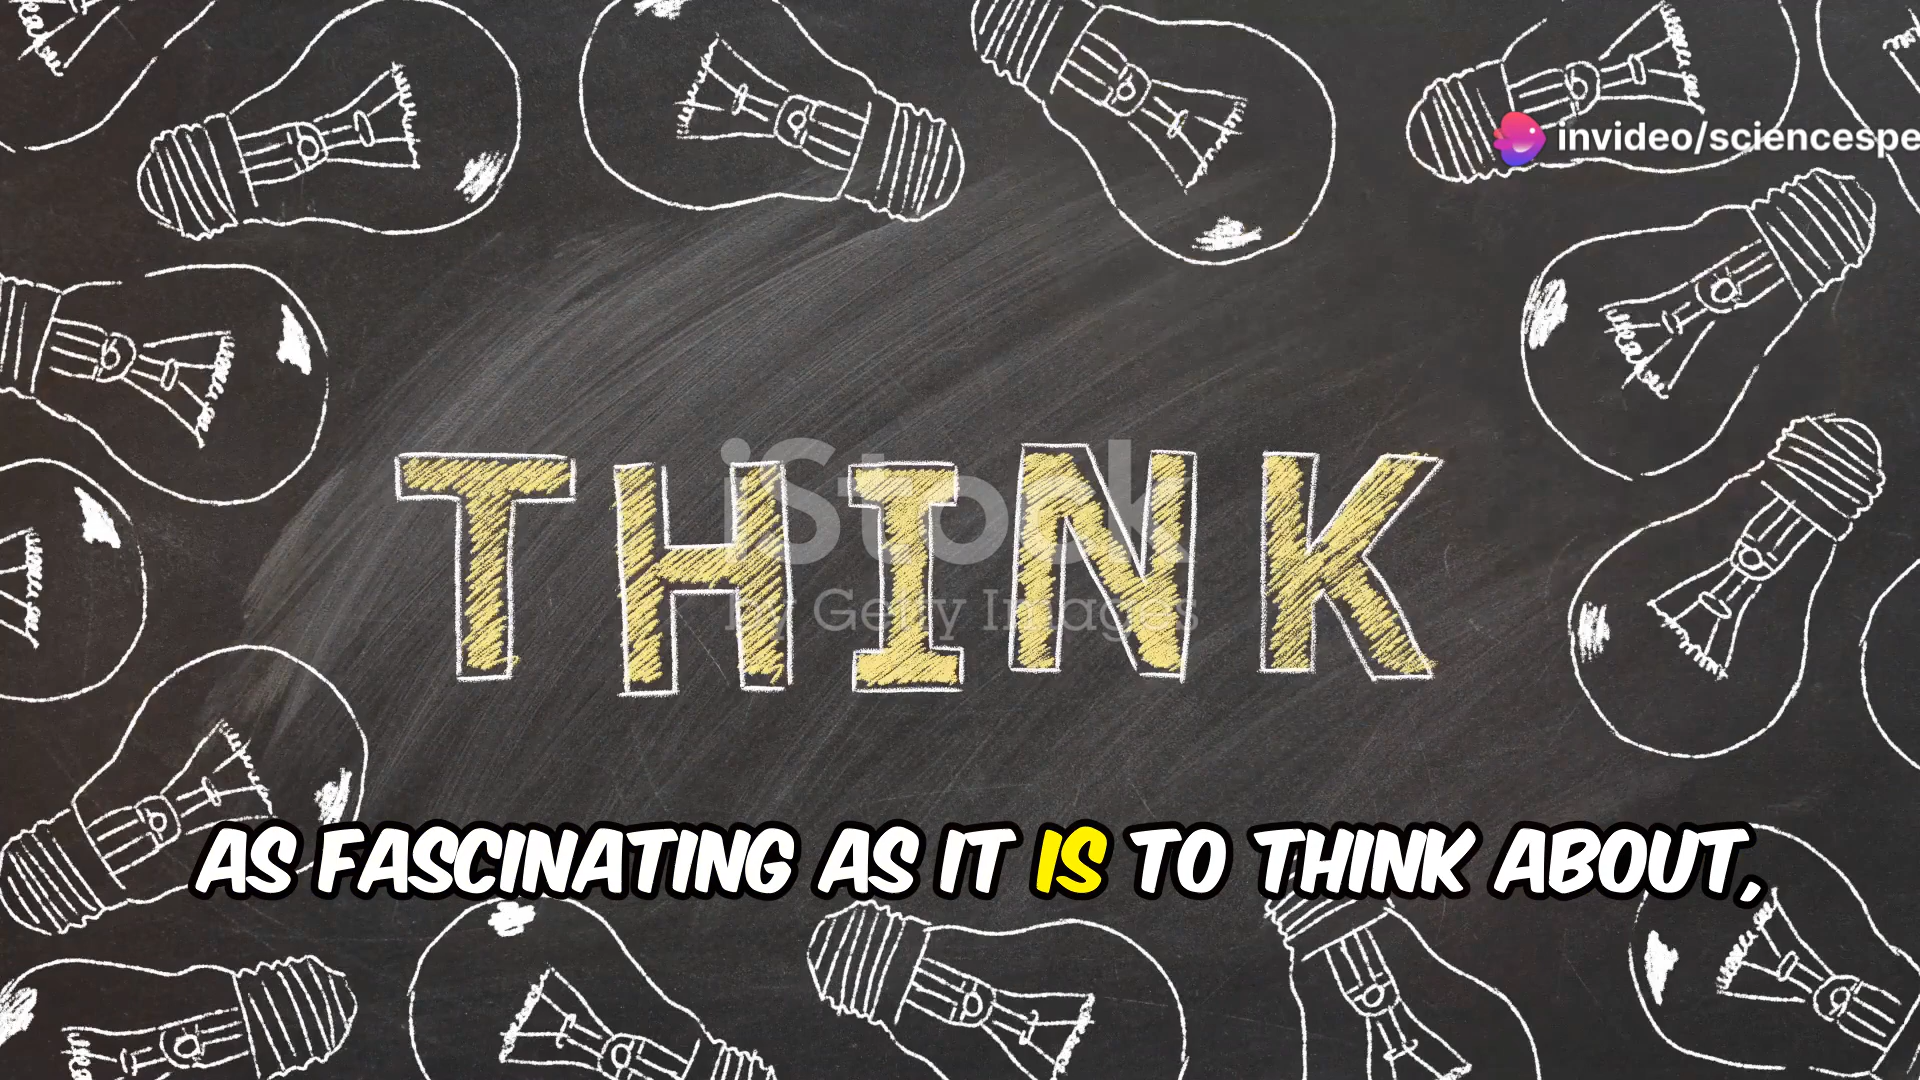 invideo/sciencespe
THINK
iStock
by Getty Images
AS FASCINATING AS IT IS TO THINK ABOUT,